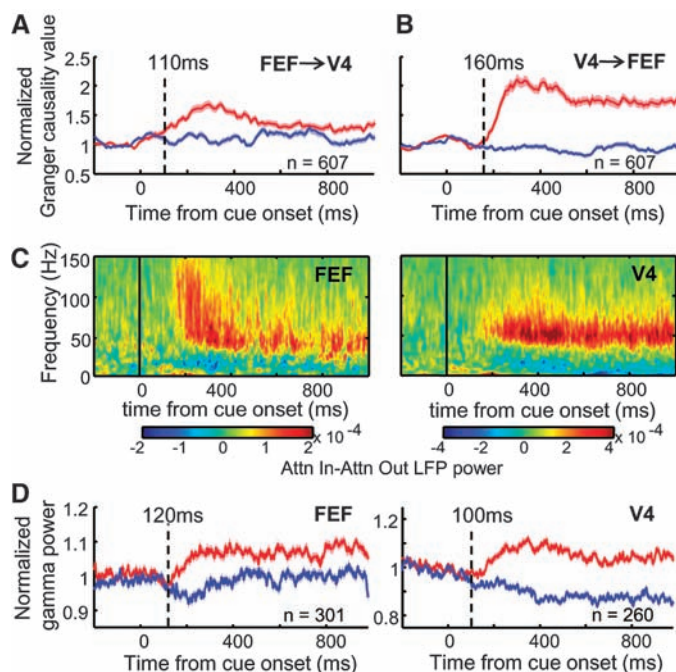 A
B
110ms
FEF→V4
160ms
V4→FEF
Normalized
Granger causality value
2.5
2
1.5
1
0.5
n = 607
n = 607
0 400 800
0 400 800
Time from cue onset (ms)
Time from cue onset (ms)
C
Frequency (Hz)
150
100
50
0
FEF
V4
0 400 800
0 400 800
time from cue onset (ms)
time from cue onset (ms)
-2 -1 0 1 2 x 10⁻⁴
-4 -2 0 2 4 x 10⁻⁴
Attn In-Attn Out LFP power
D
Normalized
gamma power
1.2
1.1
1
0.9
120ms
FEF
n = 301
1.2
1
0.8
100ms
V4
n = 260
0 400 800
0 400 800
Time from cue onset (ms)
Time from cue onset (ms)